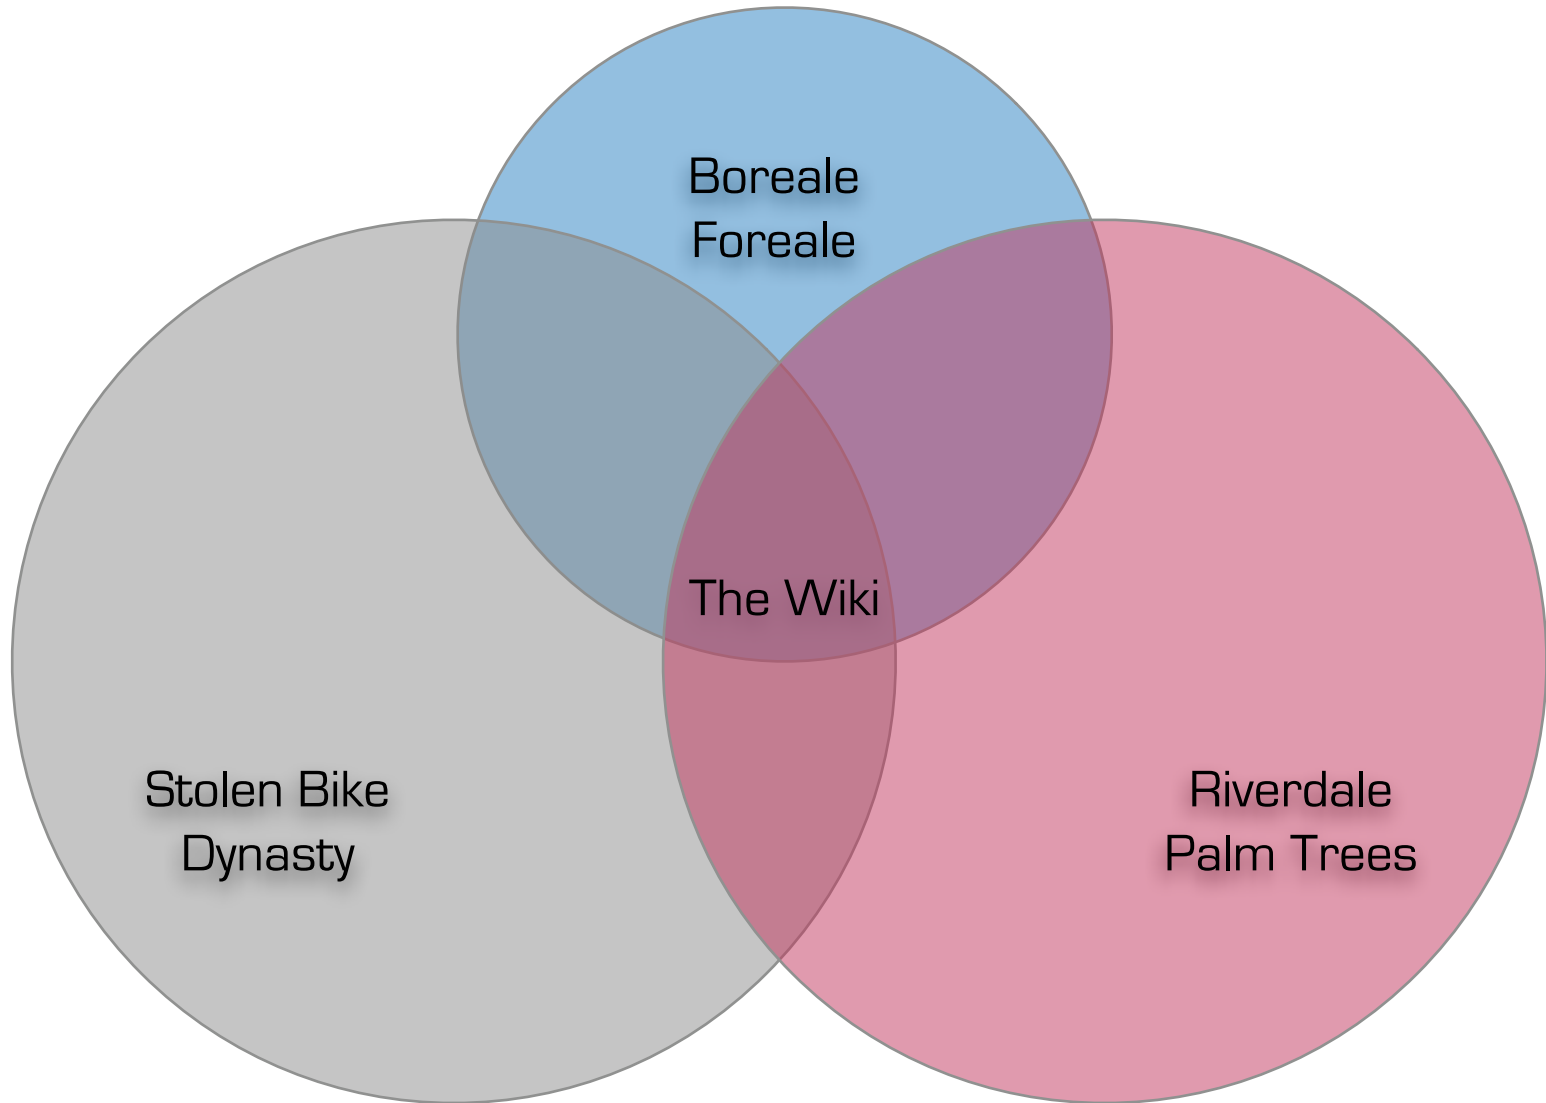 Boreale
Foreale
The Wiki
Stolen Bike
Dynasty
Riverdale
Palm Trees